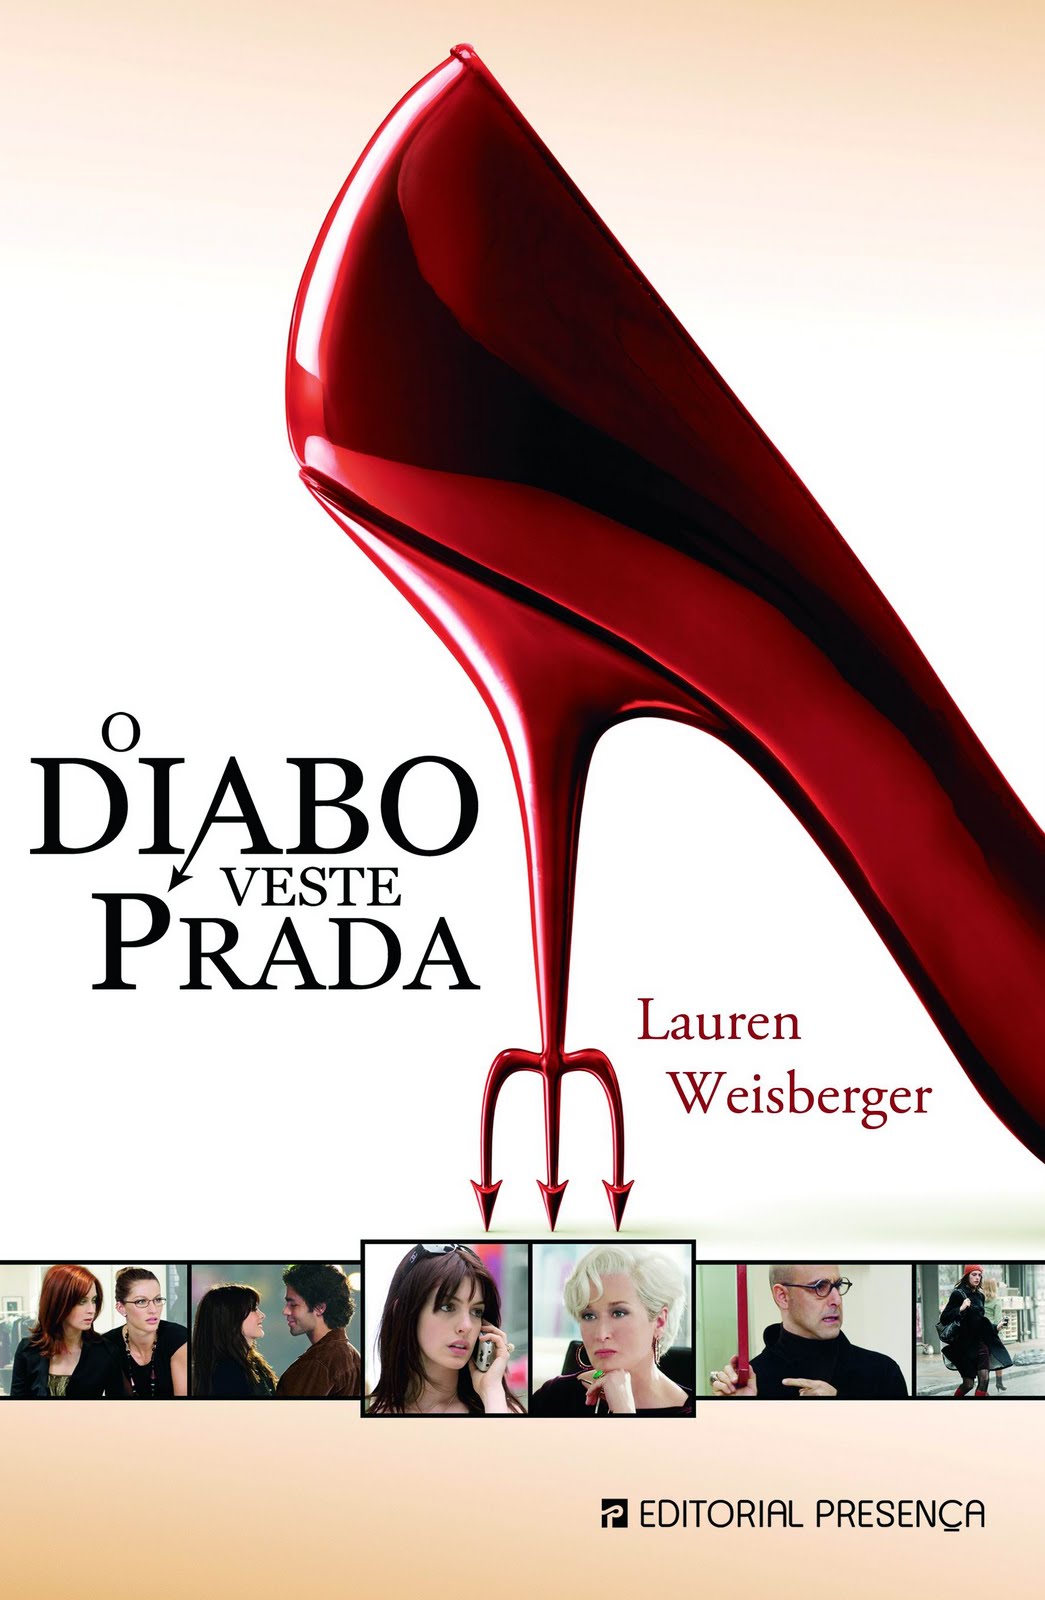 O
DIABO
VESTE
PRADA
Lauren
Weisberger
EDITORIAL PRESENÇA